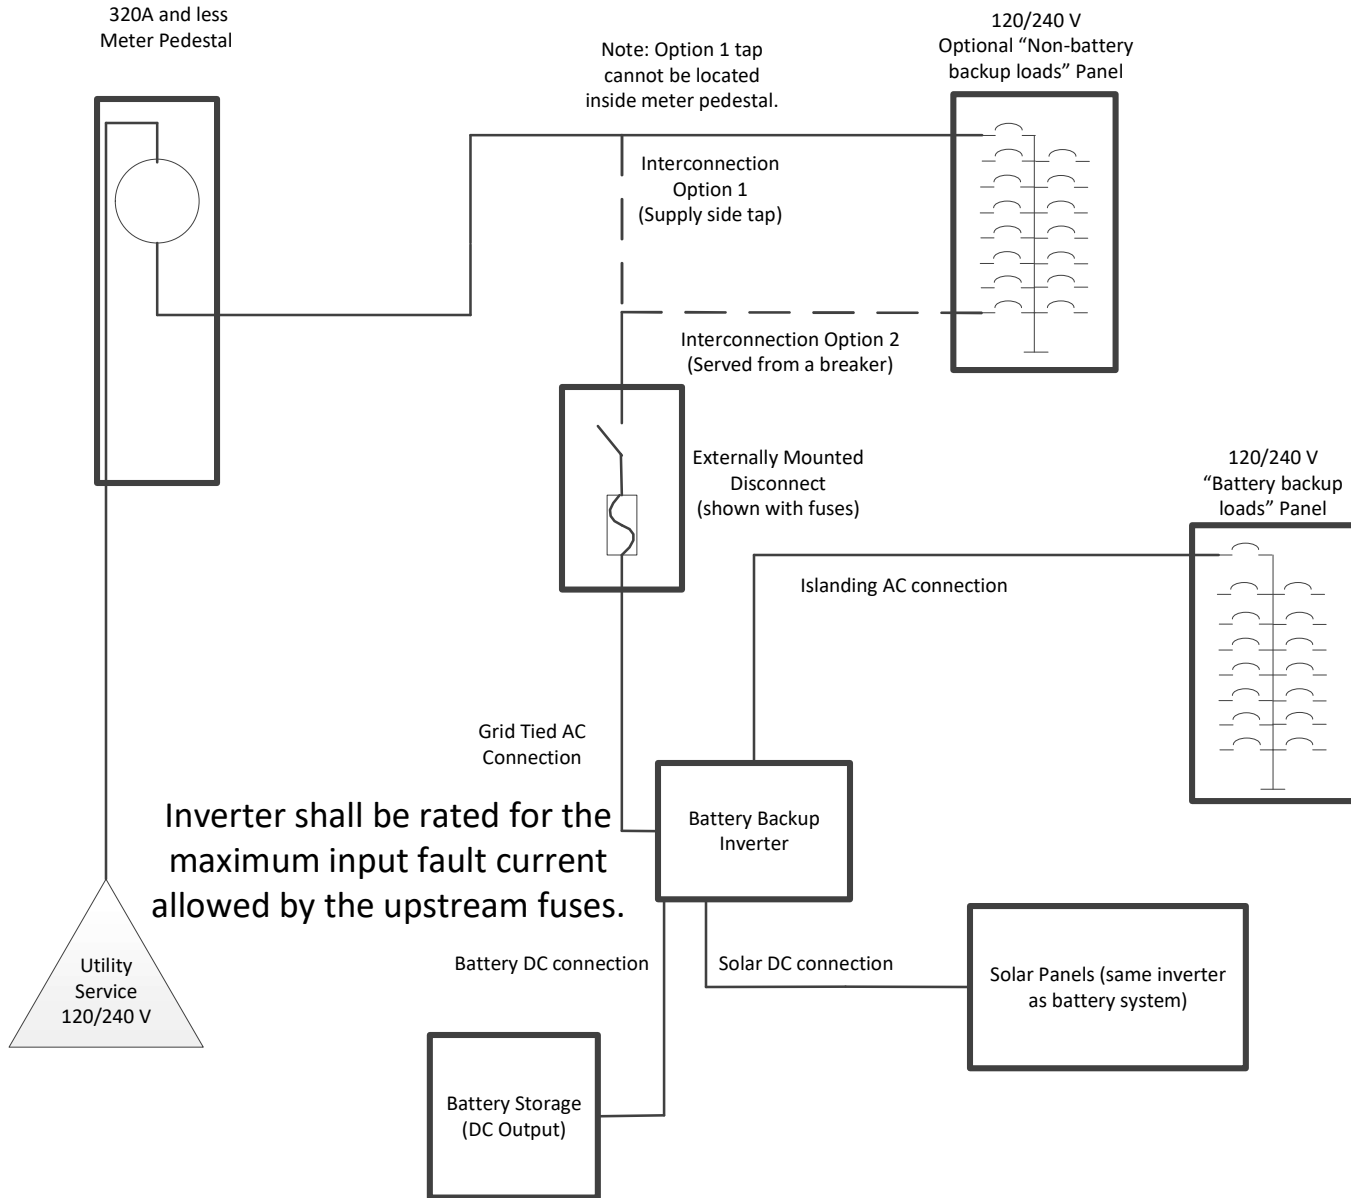 320A and less
Meter Pedestal
Note: Option 1 tap
cannot be located
inside meter pedestal.
120/240 V
Optional “Non-battery
backup loads” Panel
Interconnection
Option 1
(Supply side tap)
Interconnection Option 2
(Served from a breaker)
Externally Mounted
Disconnect
(shown with fuses)
120/240 V
“Battery backup
loads” Panel
Islanding AC connection
Grid Tied AC
Connection
Inverter shall be rated for the
maximum input fault current
allowed by the upstream fuses.
Battery Backup
Inverter
Utility
Service
120/240 V
Battery DC connection
Solar DC connection
Solar Panels (same inverter
as battery system)
Battery Storage
(DC Output)